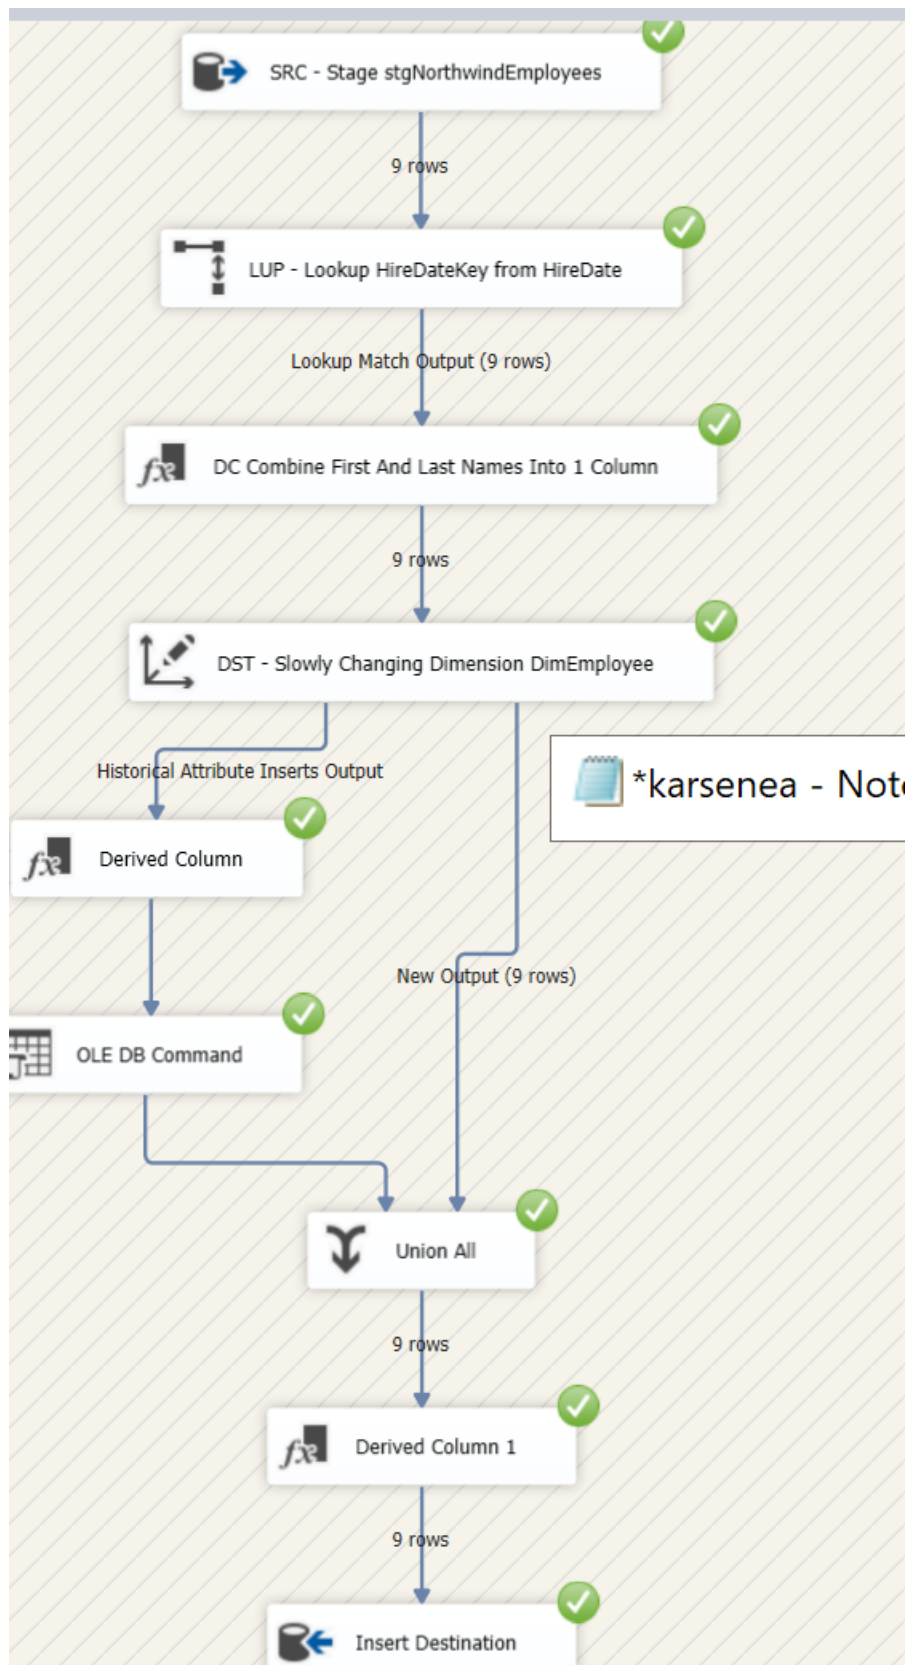 SRC - Stage stgNorthwindEmployees
9 rows
LUP - Lookup HireDateKey from HireDate
Lookup Match Output (9 rows)
DC Combine First And Last Names Into 1 Column
9 rows
DST - Slowly Changing Dimension DimEmployee
Historical Attribute Inserts Output
*karsenea - Note
Derived Column
New Output (9 rows)
OLE DB Command
Union All
9 rows
Derived Column 1
9 rows
Insert Destination